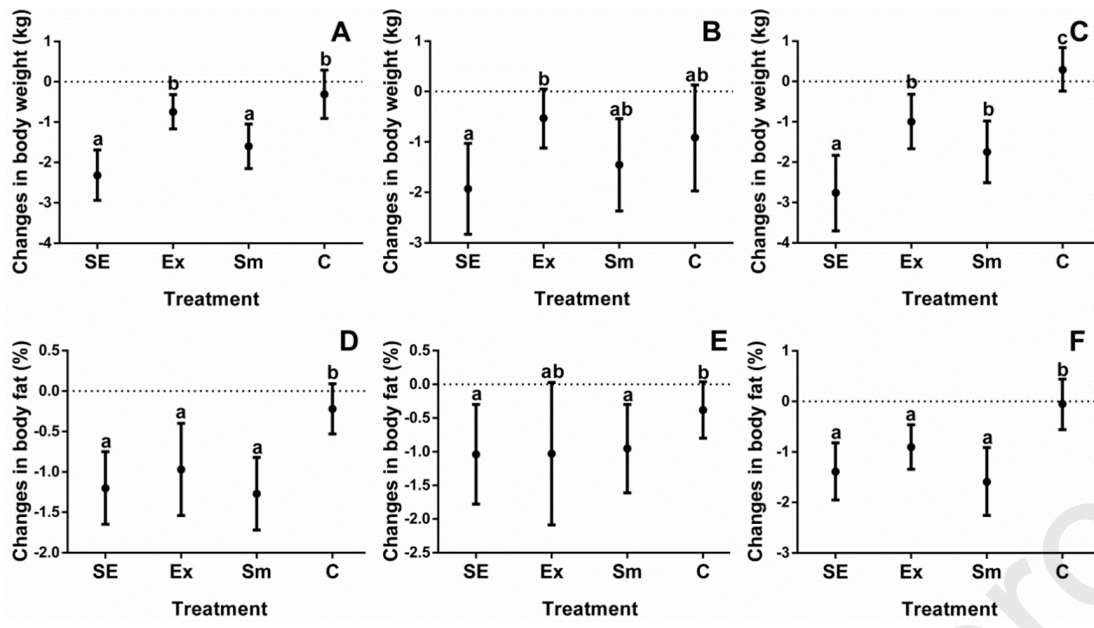 A
Changes in body weight (kg)
1
0
-1
-2
-3
-4
a
b
a
b
SE Ex Sm C
Treatment
B
Changes in body weight (kg)
1
0
-1
-2
-3
a
b
ab
ab
SE Ex Sm C
Treatment
C
Changes in body weight (kg)
1
0
-1
-2
-3
-4
a
b
b
c
SE Ex Sm C
Treatment
D
Changes in body fat (%)
0.5
0.0
-0.5
-1.0
-1.5
-2.0
a
a
a
b
SE Ex Sm C
Treatment
E
Changes in body fat (%)
0.5
0.0
-0.5
-1.0
-1.5
-2.0
-2.5
a
ab
a
b
SE Ex Sm C
Treatment
F
Changes in body fat (%)
1
0
-1
-2
-3
a
a
a
b
SE Ex Sm C
Treatment